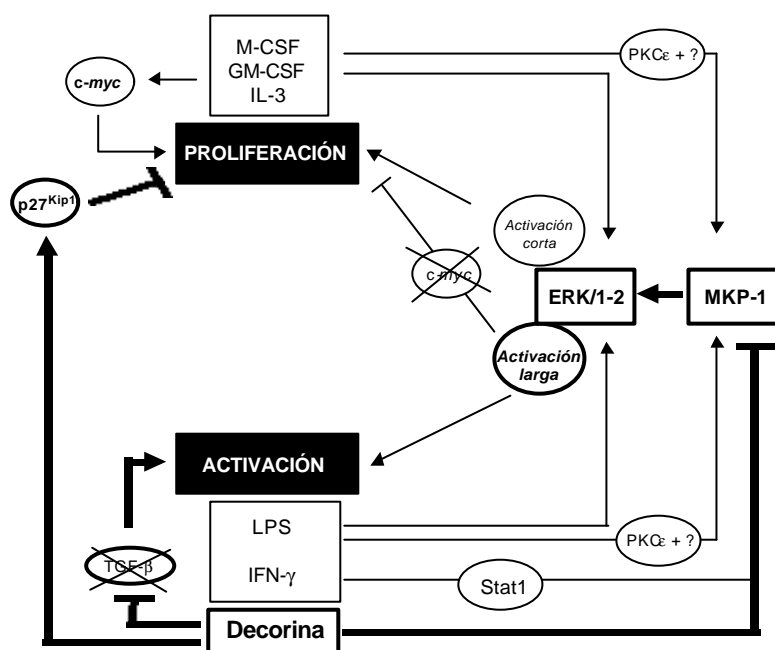 M-CSF
GM-CSF
IL-3
PKCε + ?
c-myc
PROLIFERACIÓN
p27Kip1
Activación
corta
c-myc
ERK/1-2
MKP-1
Activación
larga
ACTIVACIÓN
LPS
IFN-γ
PKCε + ?
TGF-β
Stat1
Decorina